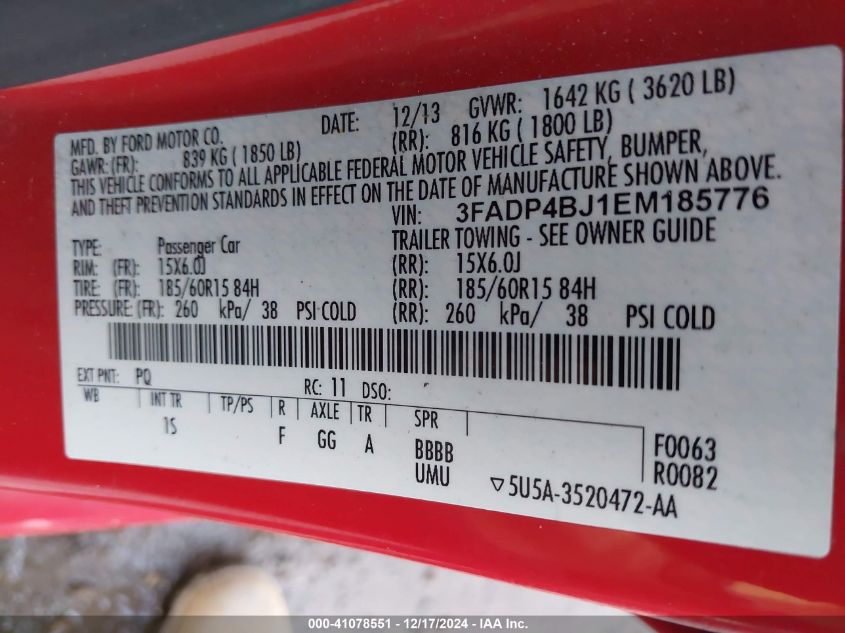 MFD. BY FORD MOTOR CO. DATE: 12/13 GVWR: 1642 KG ( 3620 LB)
GAWR: (FR): 839 KG ( 1850 LB) (RR): 816 KG ( 1800 LB)
THIS VEHICLE CONFORMS TO ALL APPLICABLE FEDERAL MOTOR VEHICLE SAFETY, BUMPER,
AND THEFT PREVENTION STANDARDS IN EFFECT ON THE DATE OF MANUFACTURE SHOWN ABOVE.
VIN: 3FADP4BJ1EM185776
TYPE: Passenger Car TRAILER TOWING - SEE OWNER GUIDE
RIM: (FR): 15X6.0J (RR): 15X6.0J
TIRE: (FR): 185/60R15 84H (RR): 185/60R15 84H
PRESSURE: (FR): 260 kPa/ 38 PSI COLD (RR): 260 kPa/ 38 PSI COLD
EXT PNT: PQ RC: 11 DSO:
WB INT TR TP/PS R AXLE TR SPR
1S F GG A BBBB F0063
UMU R0082
5U5A-3520472-AA
000-41078551 - 12/17/2024 - IAA Inc.